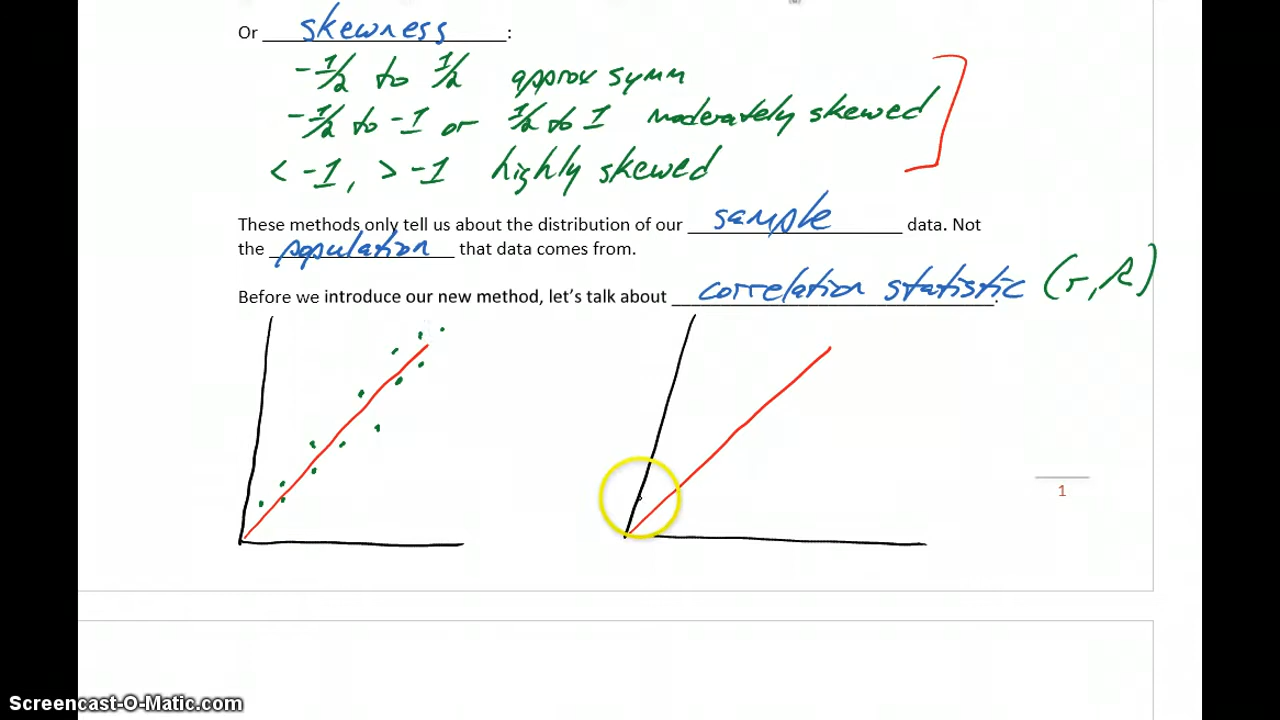 Or skewness :
-1/2 to 1/2 approx symm
-1/2 to -1 or 1/2 to 1 moderately skewed
< -1, > -1 highly skewed
These methods only tell us about the distribution of our sample data. Not
the population that data comes from.
Before we introduce our new method, let's talk about correlation statistic. (r, R)
1
Screencast-O-Matic.com